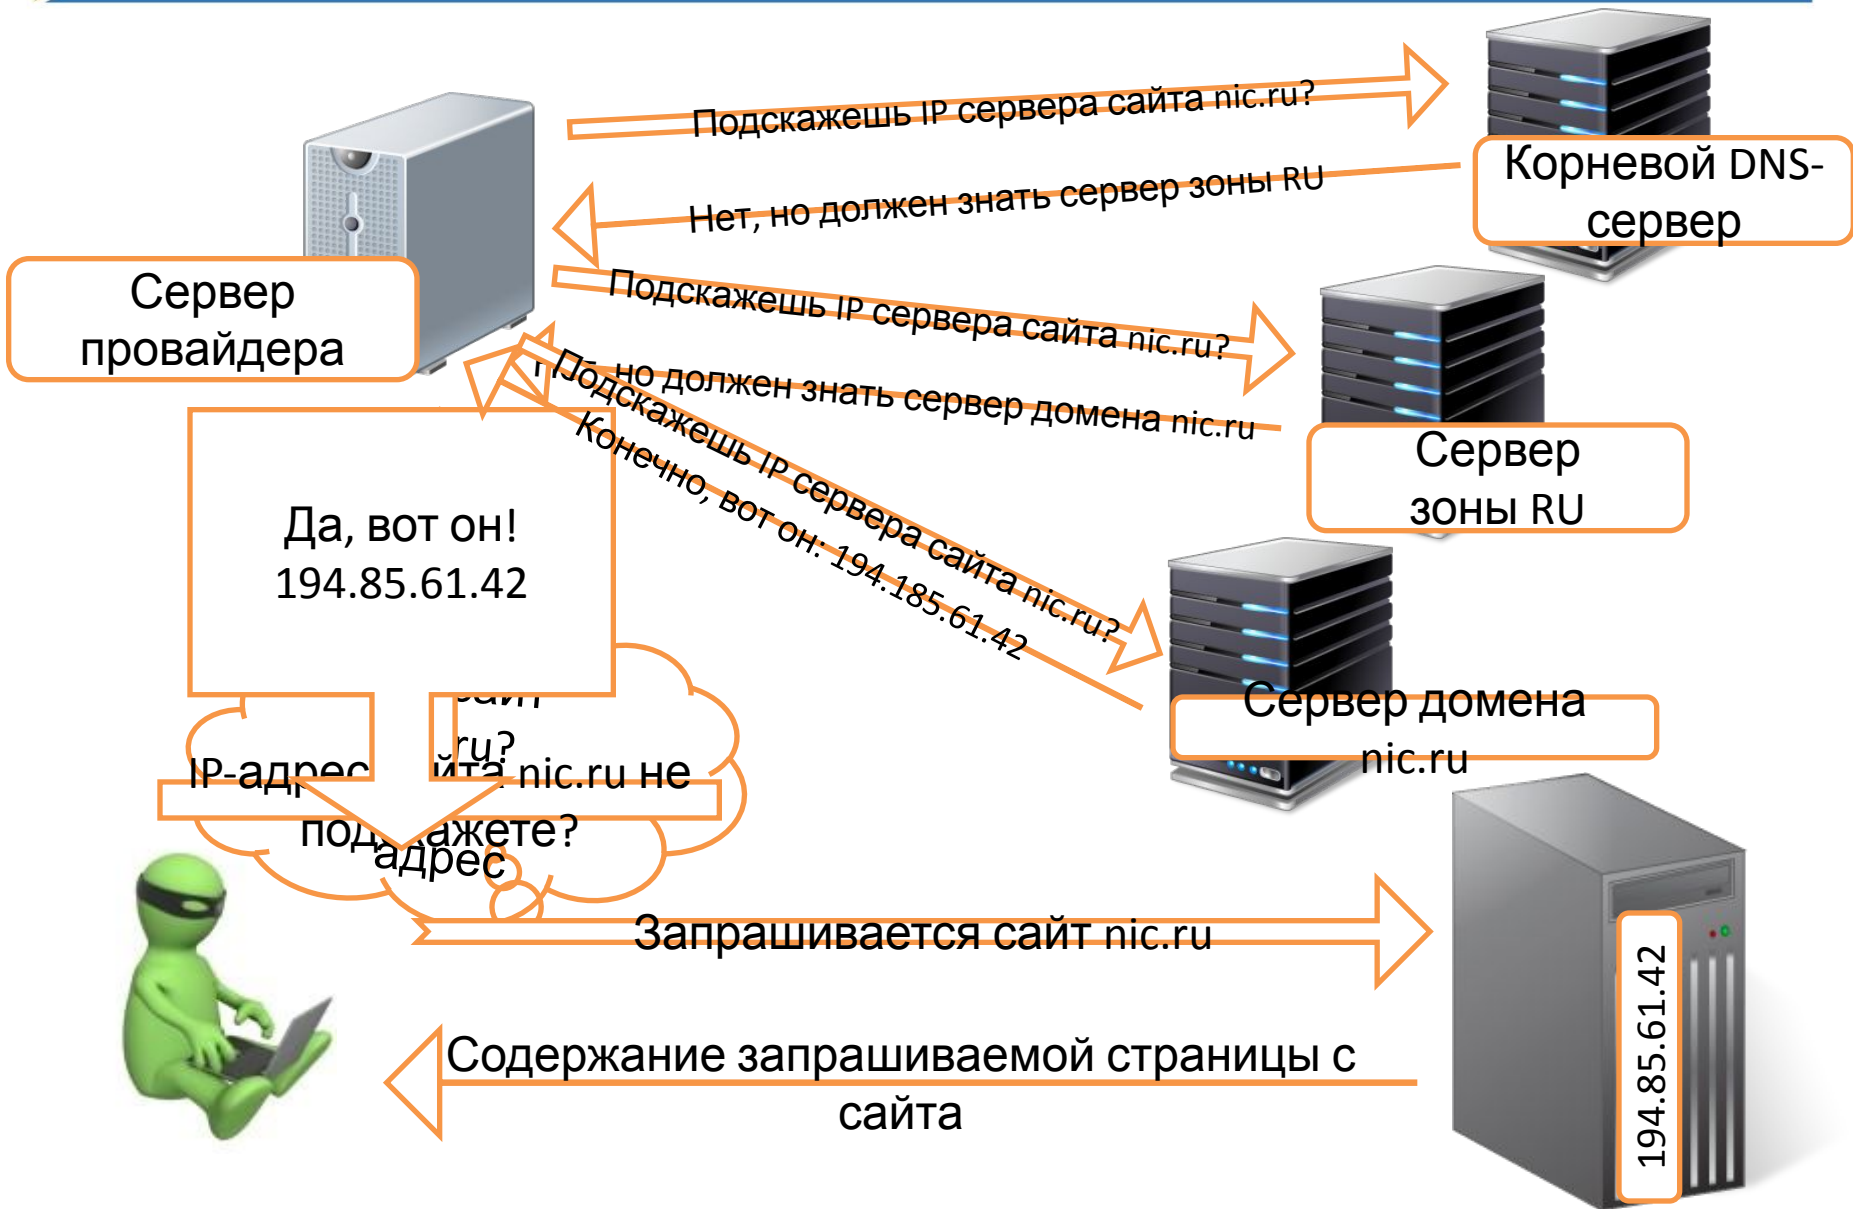 Подскажешь IP сервера сайта nic.ru?
Корневой DNS-
сервер
Нет, но должен знать сервер зоны RU
Сервер
провайдера
Подскажешь IP сервера сайта nic.ru?
но должен знать сервер домена nic.ru
Сервер
зоны RU
Подскажешь IP сервера сайта nic.ru?
Конечно, вот он: 194.185.61.42
Да, вот он!
194.85.61.42
Сервер домена
nic.ru
ru?
nic.ru не
адрес
Запрашивается сайт nic.ru
194.85.61.42
Содержание запрашиваемой страницы с
сайта